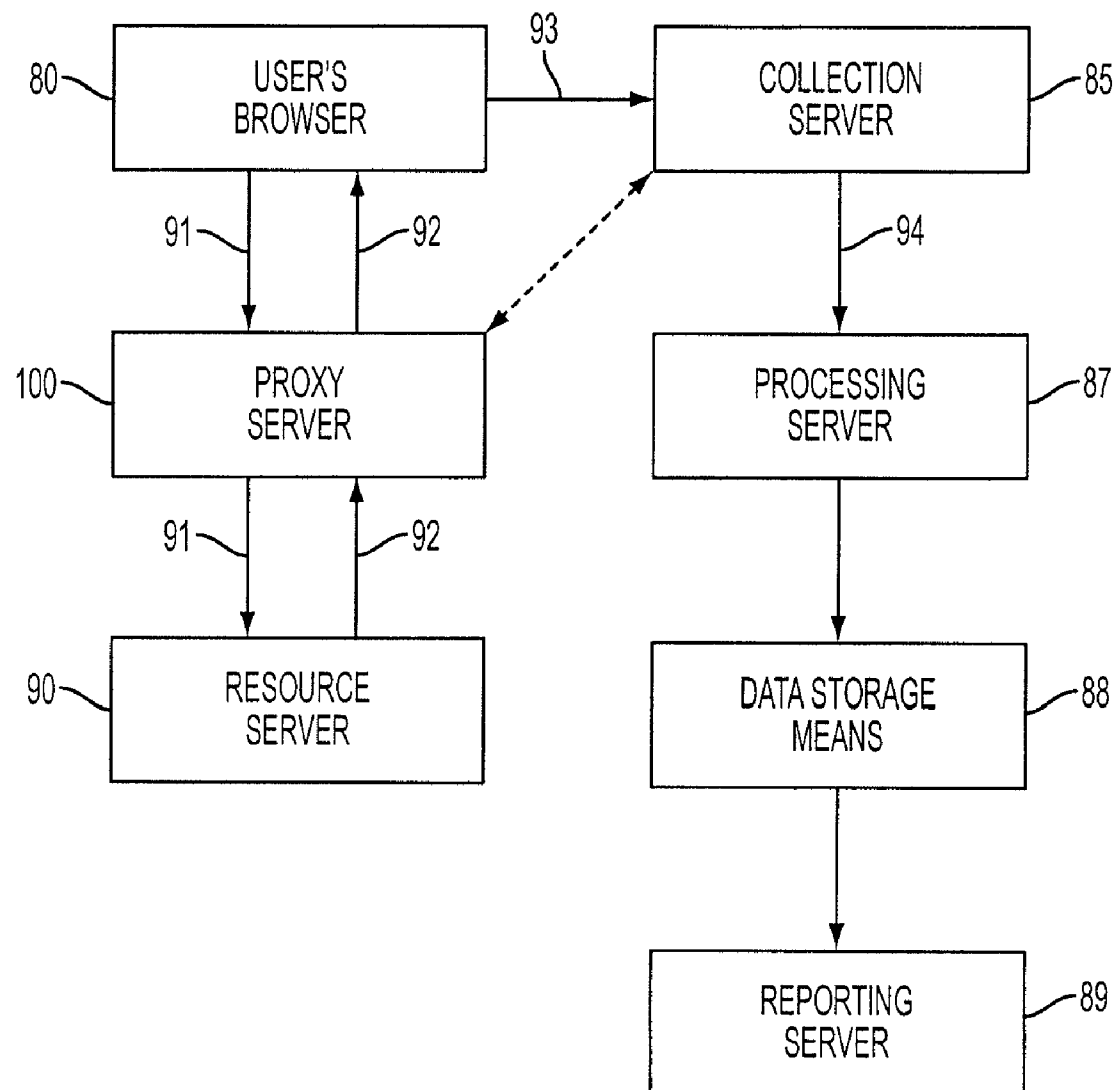 93
80
USER'S
BROWSER
COLLECTION
SERVER
85
91
92
94
100
PROXY
SERVER
PROCESSING
SERVER
87
91
92
90
RESOURCE
SERVER
DATA STORAGE
MEANS
88
REPORTING
SERVER
89